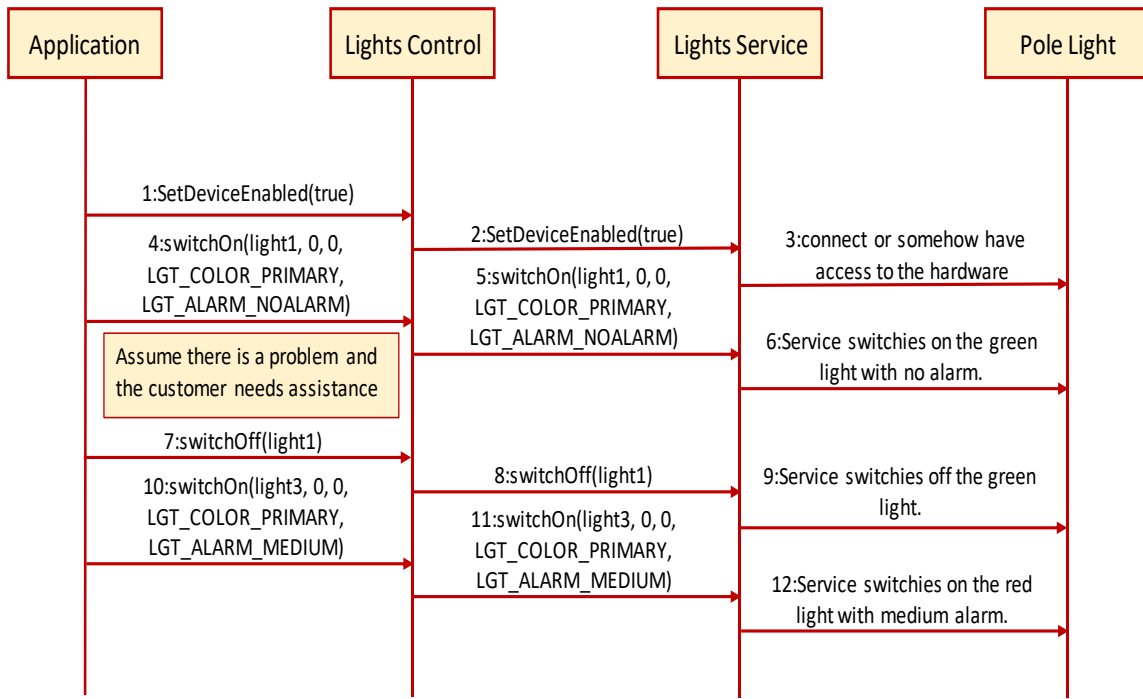 Application
Lights Control
Lights Service
Pole Light
1:SetDeviceEnabled(true)
2:SetDeviceEnabled(true)
3:connect or somehow have
access to the hardware
4:switchOn(light1, 0, 0,
LGT_COLOR_PRIMARY,
LGT_ALARM_NOALARM)
5:switchOn(light1, 0, 0,
LGT_COLOR_PRIMARY,
LGT_ALARM_NOALARM)
6:Service switchies on the green
light with no alarm.
Assume there is a problem and
the customer needs assistance
7:switchOff(light1)
8:switchOff(light1)
9:Service switchies off the green
light.
10:switchOn(light3, 0, 0,
LGT_COLOR_PRIMARY,
LGT_ALARM_MEDIUM)
11:switchOn(light3, 0, 0,
LGT_COLOR_PRIMARY,
LGT_ALARM_MEDIUM)
12:Service switchies on the red
light with medium alarm.